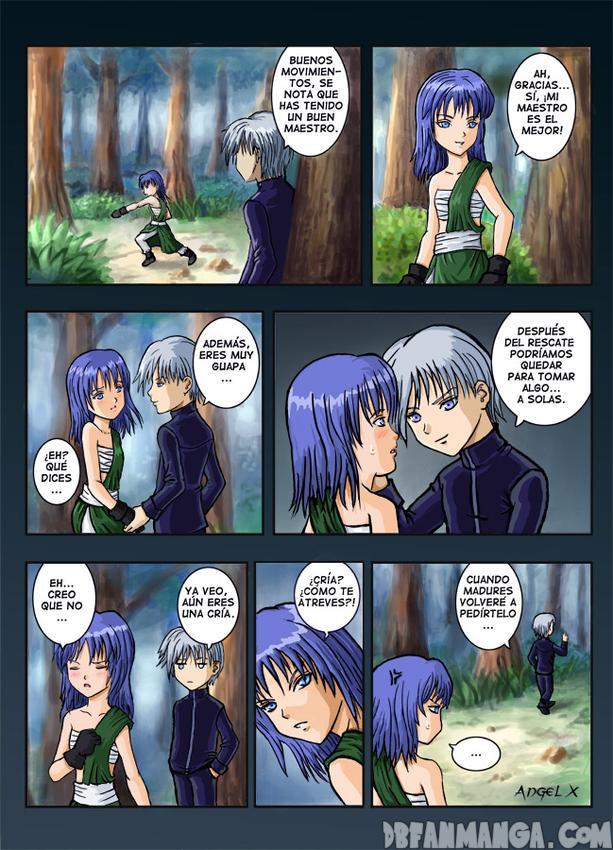 BUENOS
MOVIMIEN-
TOS, SE
NOTA QUE
HAS TENIDO
UN BUEN
MAESTRO.
AH,
GRACIAS...
SÍ, ¡MI
MAESTRO
ES EL
MEJOR!
ADEMÁS,
ERES MUY
GUAPA
...
¿EH?
QUÉ
DICES
...
DESPUÉS
DEL RESCATE
PODRÍAMOS
QUEDAR
PARA TOMAR
ALGO...
A SOLAS.
EH...
CREO
QUE NO
...
YA VEO,
AÚN ERES
UNA CRÍA.
¿CRÍA?
¿CÓMO TE
ATREVES?!
CUANDO
MADURES
VOLVERÉ A
PEDÍRTELO
...
...
ANGEL X
DBFANMANGA.COM